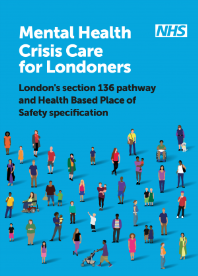 Mental Health
Crisis Care
for Londoners
NHS
London's section 136 pathway
and Health Based Place of
Safety specification